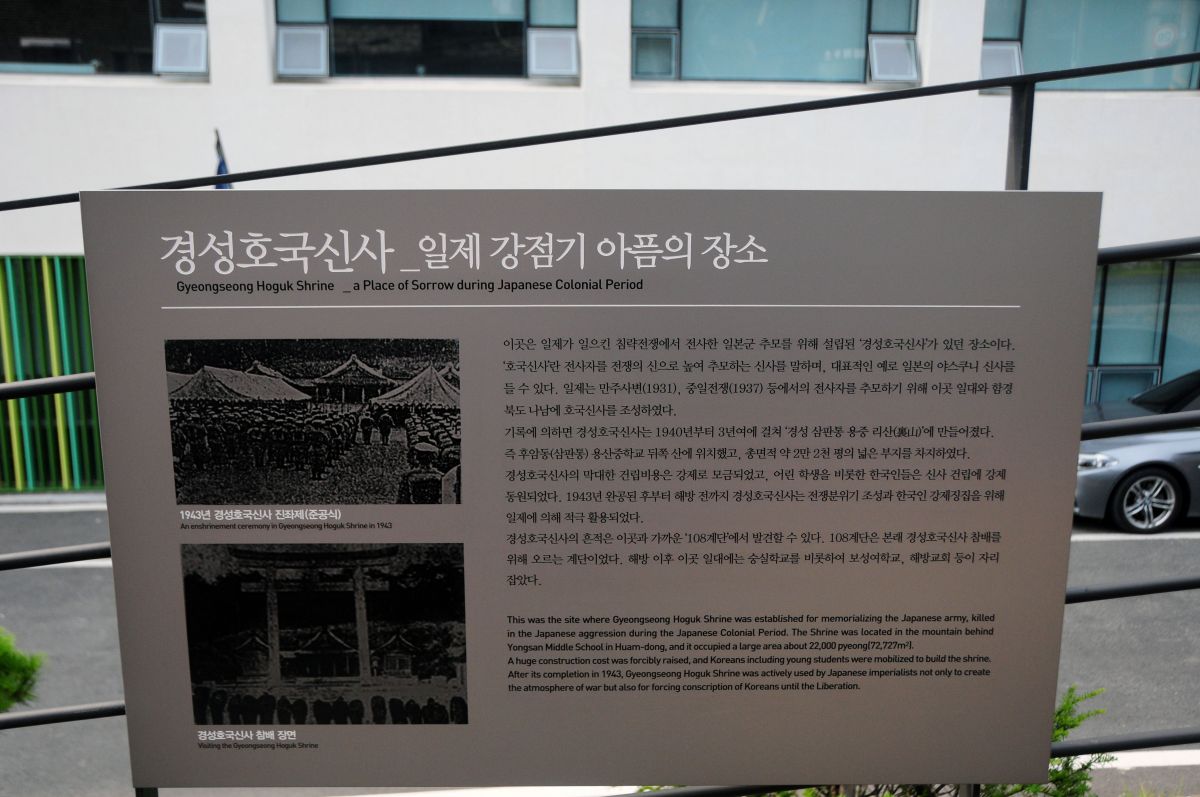 경성호국신사 _일제 강점기 아픔의 장소
Gyeongseong Hoguk Shrine _ a Place of Sorrow during Japanese Colonial Period
1943년 경성호국신사 진좌제(준공식)
An enshrinement ceremony in Gyeongseong Hoguk Shrine in 1943
경성호국신사 참배 장면
Visiting the Gyeongseong Hoguk Shrine
이곳은 일제가 일으킨 침략전쟁에서 전사한 일본군 추모를 위해 설립된 '경성호국신사'가 있던 장소이다.
'호국신사'란 전사자를 전쟁의 신으로 높여 추모하는 신사를 말하며, 대표적인 예로 일본의 야스쿠니 신사를
들 수 있다. 일제는 만주사변(1931), 중일전쟁(1937) 등에서의 전사자를 추모하기 위해 이곳 일대와 함경
북도 나남에 호국신사를 조성하였다.
기록에 의하면 경성호국신사는 1940년부터 3년여에 걸쳐 '경성 삼판통 용중 리산(裏山)'에 만들어졌다.
즉 후암동(삼판통) 용산중학교 뒤쪽 산에 위치했고, 총면적 약 2만 2천 평의 넓은 부지를 차지하였다.
경성호국신사의 막대한 건립비용은 강제로 모금되었고, 어린 학생을 비롯한 한국인들은 신사 건립에 강제
동원되었다. 1943년 완공된 후부터 해방 전까지 경성호국신사는 전쟁분위기 조성과 한국인 강제징집을 위해
일제에 의해 적극 활용되었다.
경성호국신사의 흔적은 이곳과 가까운 '108계단'에서 발견할 수 있다. 108계단은 본래 경성호국신사 참배를
위해 오르는 계단이었다. 해방 이후 이곳 일대에는 숭실학교를 비롯하여 보성여학교, 해방교회 등이 자리
잡았다.
This was the site where Gyeongseong Hoguk Shrine was established for memorializing the Japanese army, killed
in the Japanese aggression during the Japanese Colonial Period. The Shrine was located in the mountain behind
Yongsan Middle School in Huam-dong, and it occupied a large area about 22,000 pyeong[72,727m²].
A huge construction cost was forcibly raised, and Koreans including young students were mobilized to build the shrine.
After its completion in 1943, Gyeongseong Hoguk Shrine was actively used by Japanese imperialists not only to create
the atmosphere of war but also for forcing conscription of Koreans until the Liberation.